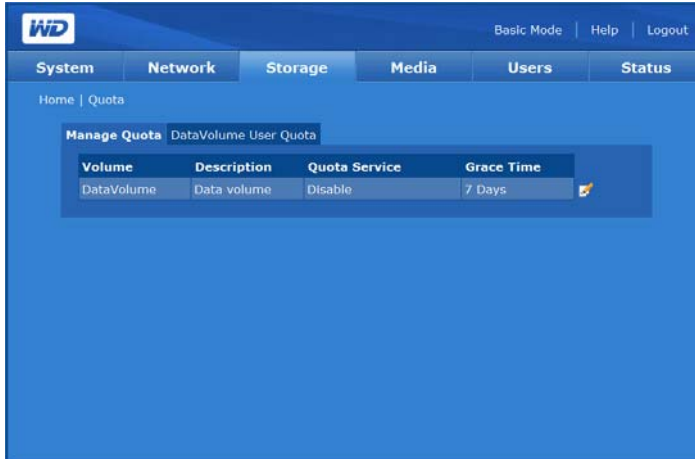 WD
Basic Mode | Help | Logout
System Network Storage Media Users Status
Home | Quota
Manage Quota DataVolume User Quota
Volume Description Quota Service Grace Time
DataVolume Data volume Disable 7 Days